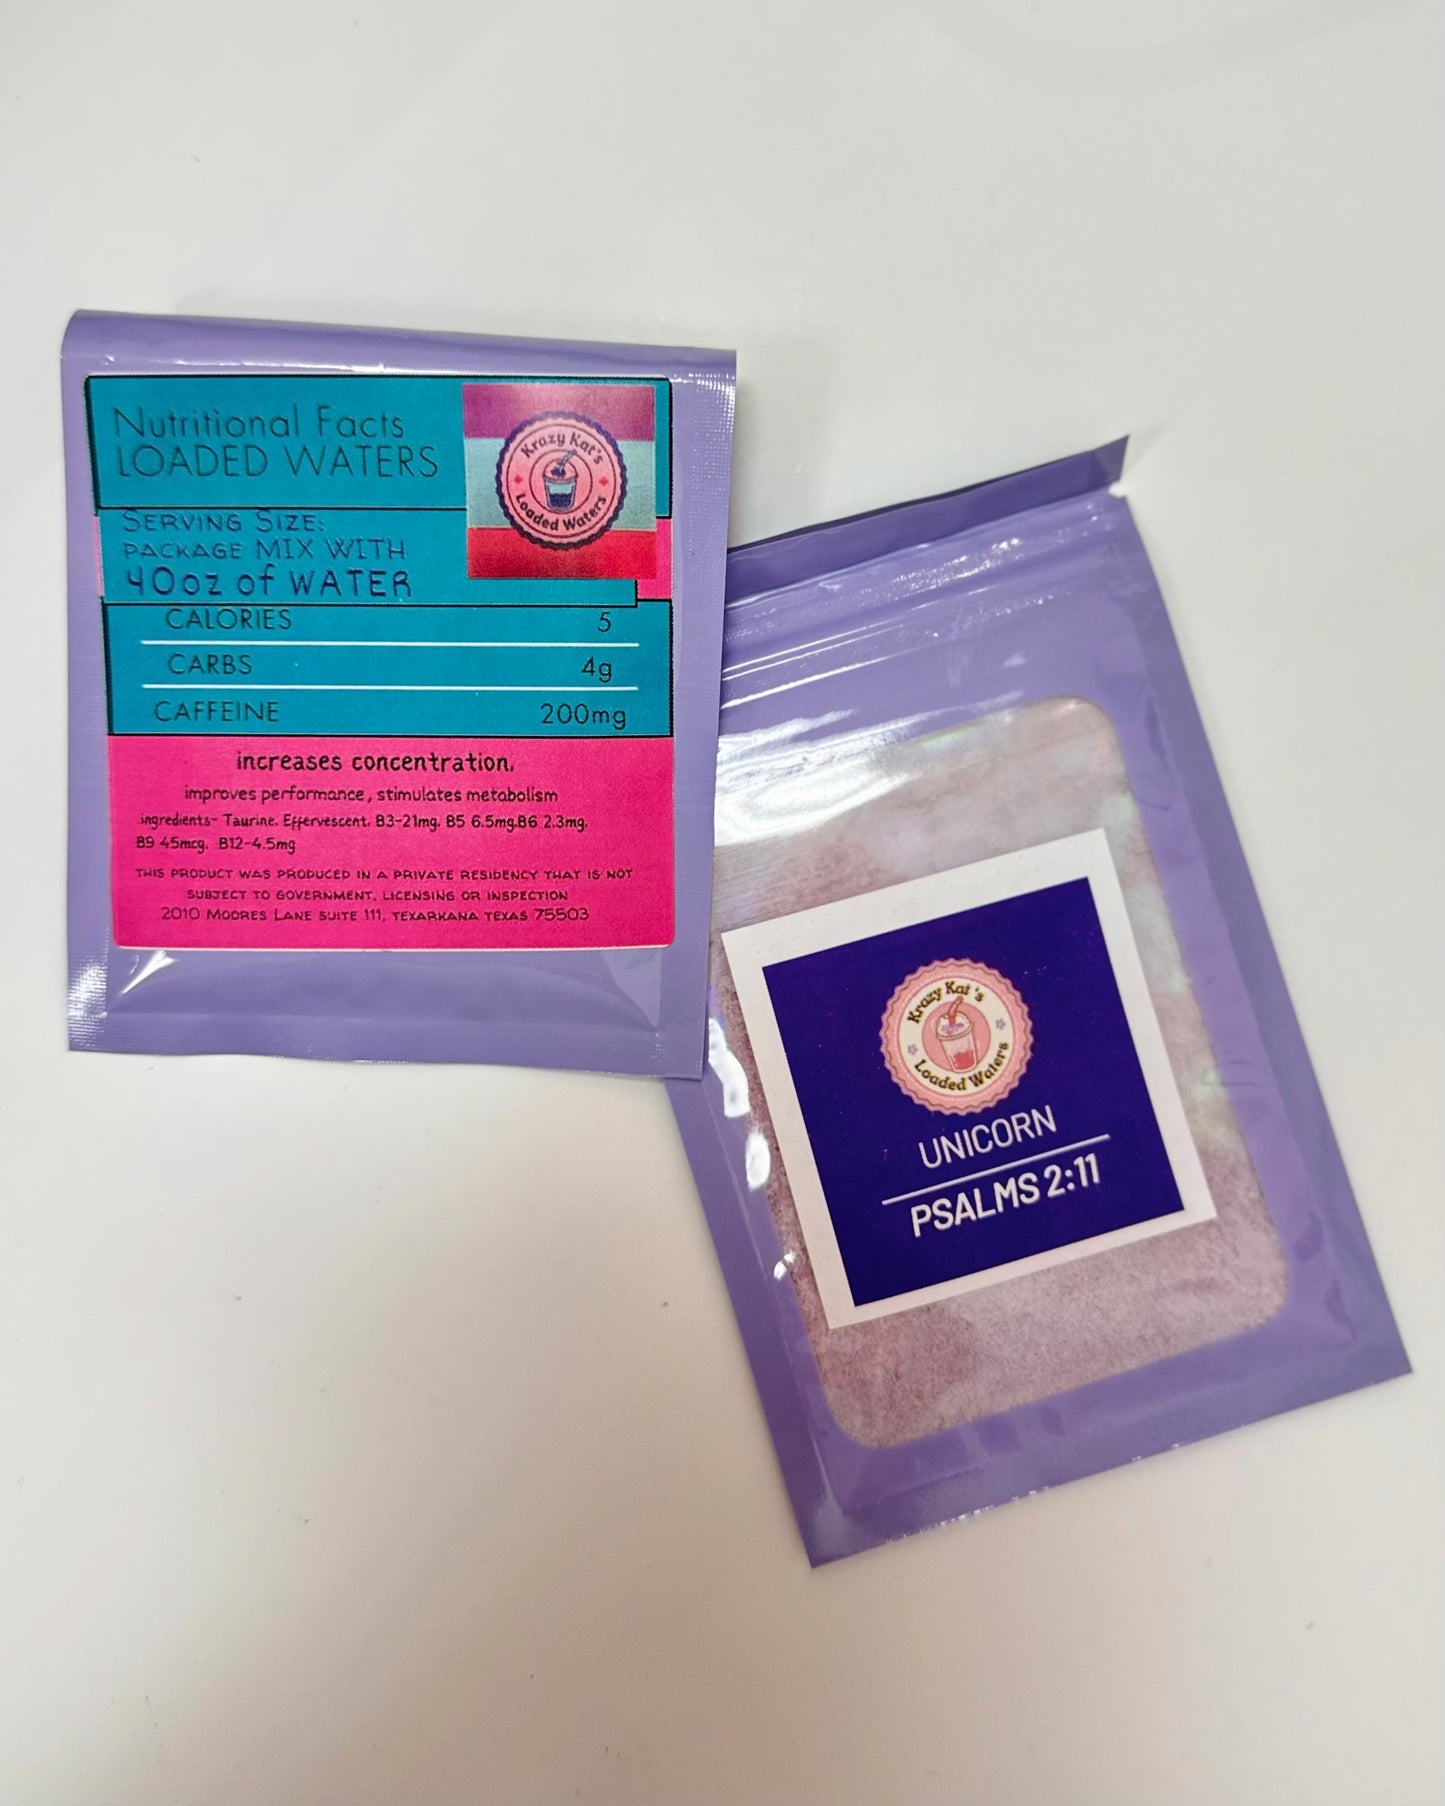 Nutritional Facts
LOADED WATERS
Krazy Kat's
Loaded Waters
SERVING SIZE:
PACKAGE MIX WITH
40oz of WATER
CALORIES 5
CARBS 4g
CAFFEINE 200mg
increases concentration.
improves performance, stimulates metabolism
ingredients- Taurine. Effervescent. B3-21mg. B5 6.5mg.B6 2.3mg.
B9 45mcg. B12-4.5mg
THIS PRODUCT WAS PRODUCED IN A PRIVATE RESIDENCY THAT IS NOT
SUBJECT TO GOVERNMENT, LICENSING OR INSPECTION
2010 MOORES LANE SUITE 111, TEXARKANA TEXAS 75503
Krazy Kat's
Loaded Waters
UNICORN
PSALMS 2:11